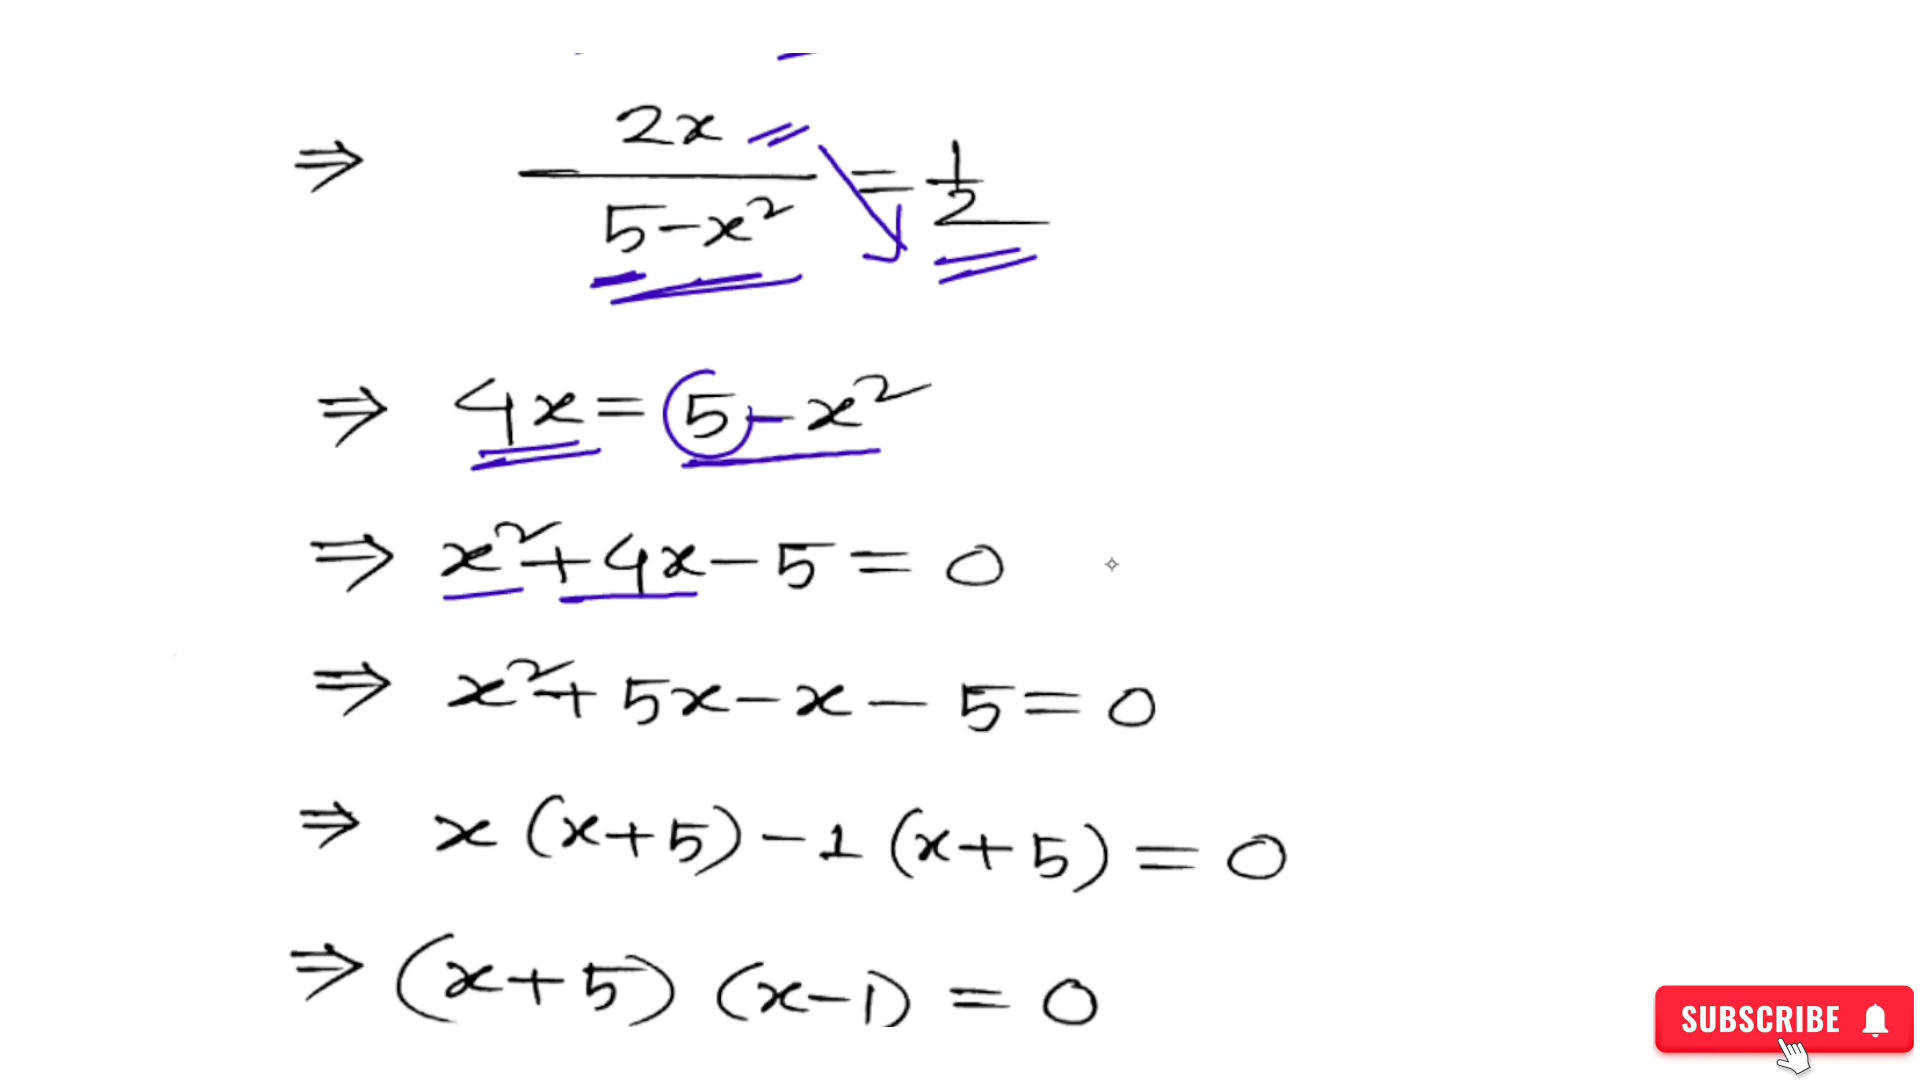 ⇒ 2x / 5-x² = 1/2
⇒ 4x = 5-x²
⇒ x²+4x-5=0
⇒ x²+5x-x-5=0
⇒ x(x+5)-1(x+5)=0
⇒ (x+5)(x-1)=0
SUBSCRIBE